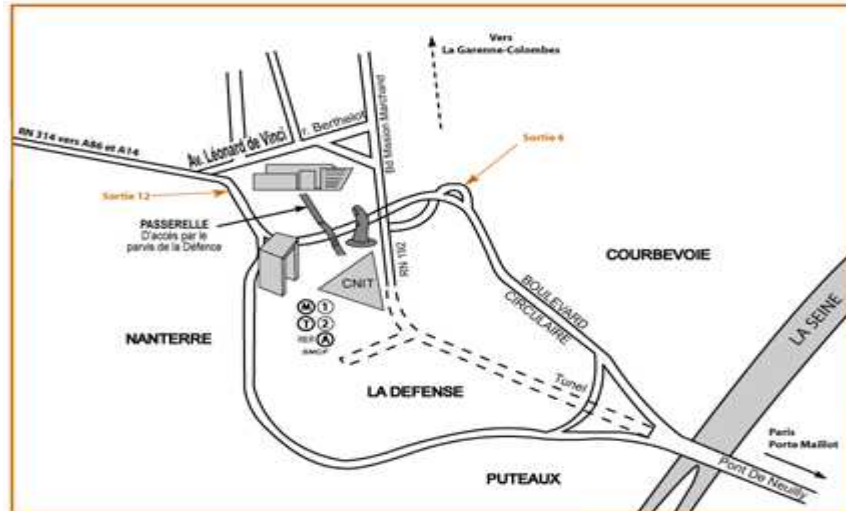 Vers
La Garenne-Colombes
RN 314 vers A86 et A14
Av. Léonard de Vinci
r. Berthelot
Bd Mission Marchand
Sortie 6
Sortie 12
PASSERELLE
D'accès par le
parvis de la Défence
COURBEVOIE
RN 192
CNIT
BOULEVARD
CIRCULAIRE
LA SEINE
M 1
T 2
RER A
SNCF
NANTERRE
LA DEFENSE
Tunel
Paris
Porte Maillot
Pont De Neuilly
PUTEAUX